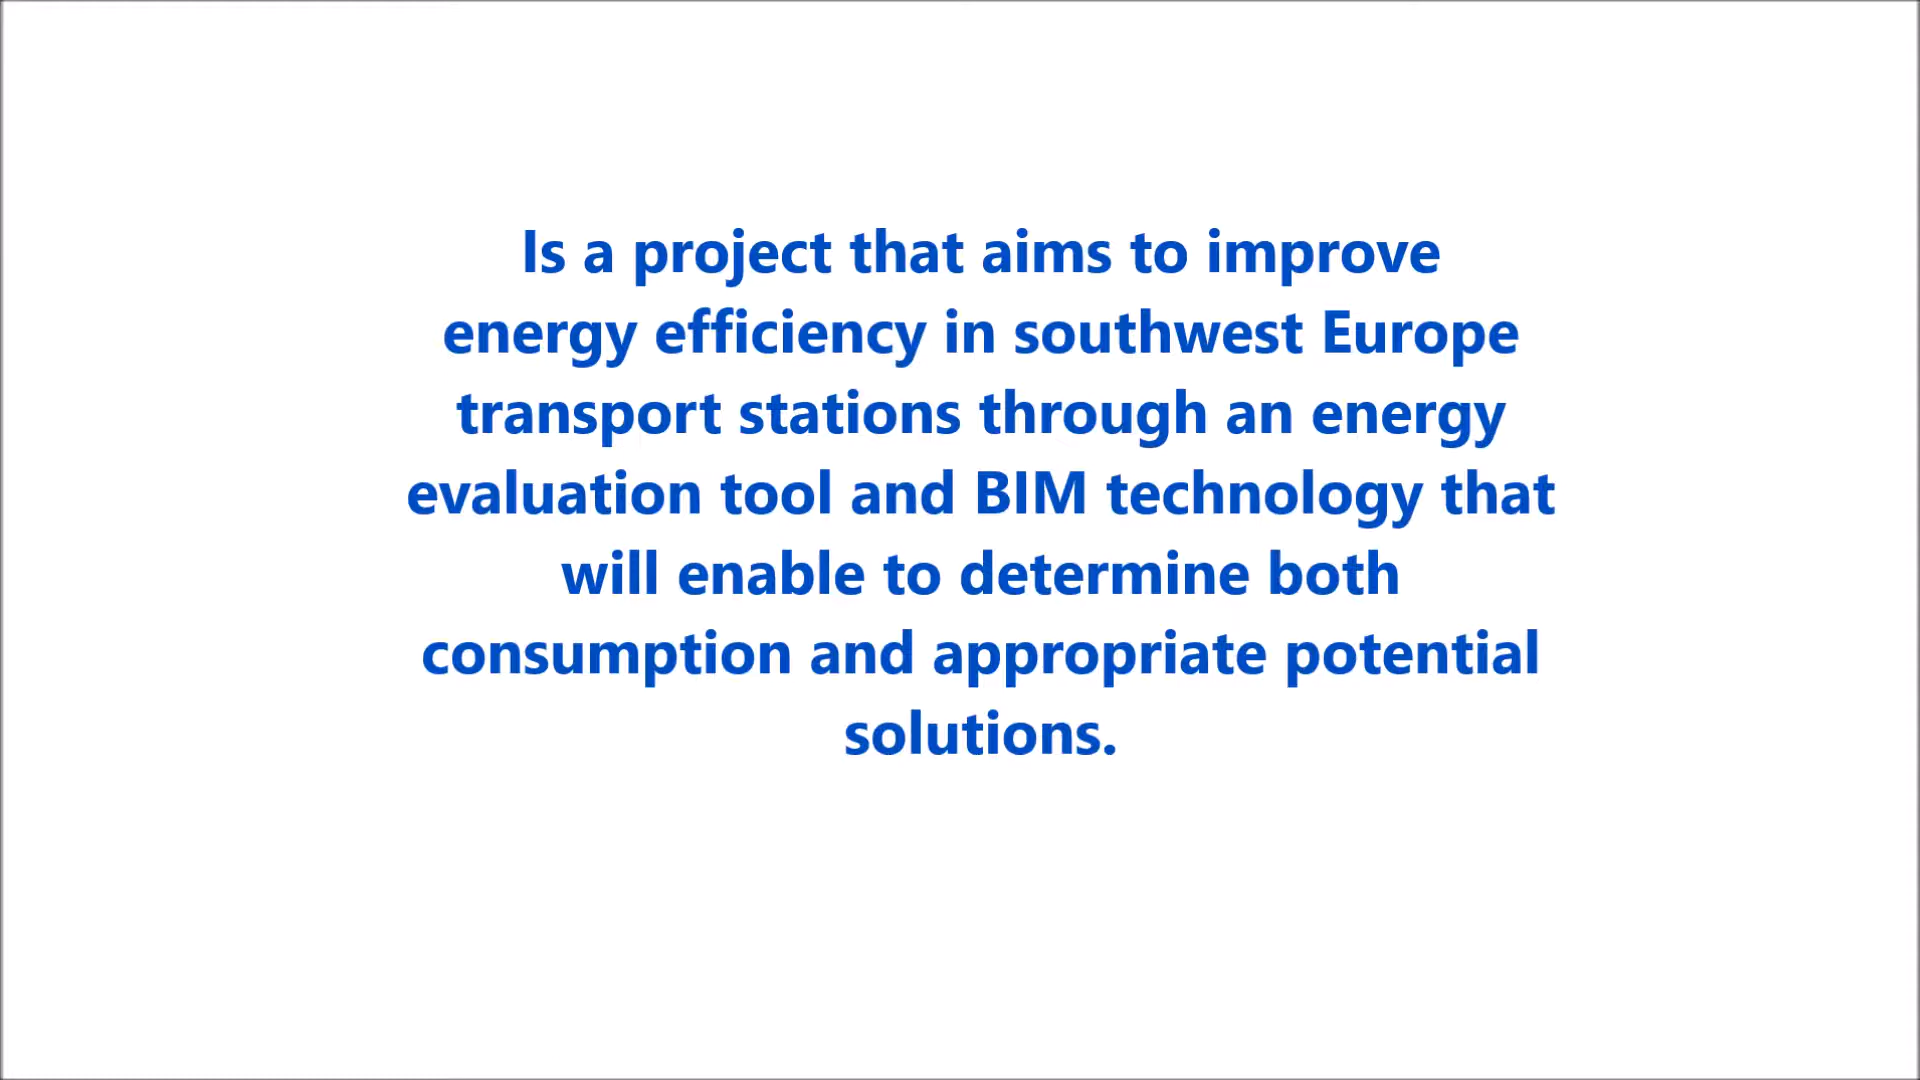 Is a project that aims to improve
energy efficiency in southwest Europe
transport stations through an energy
evaluation tool and BIM technology that
will enable to determine both
consumption and appropriate potential
solutions.